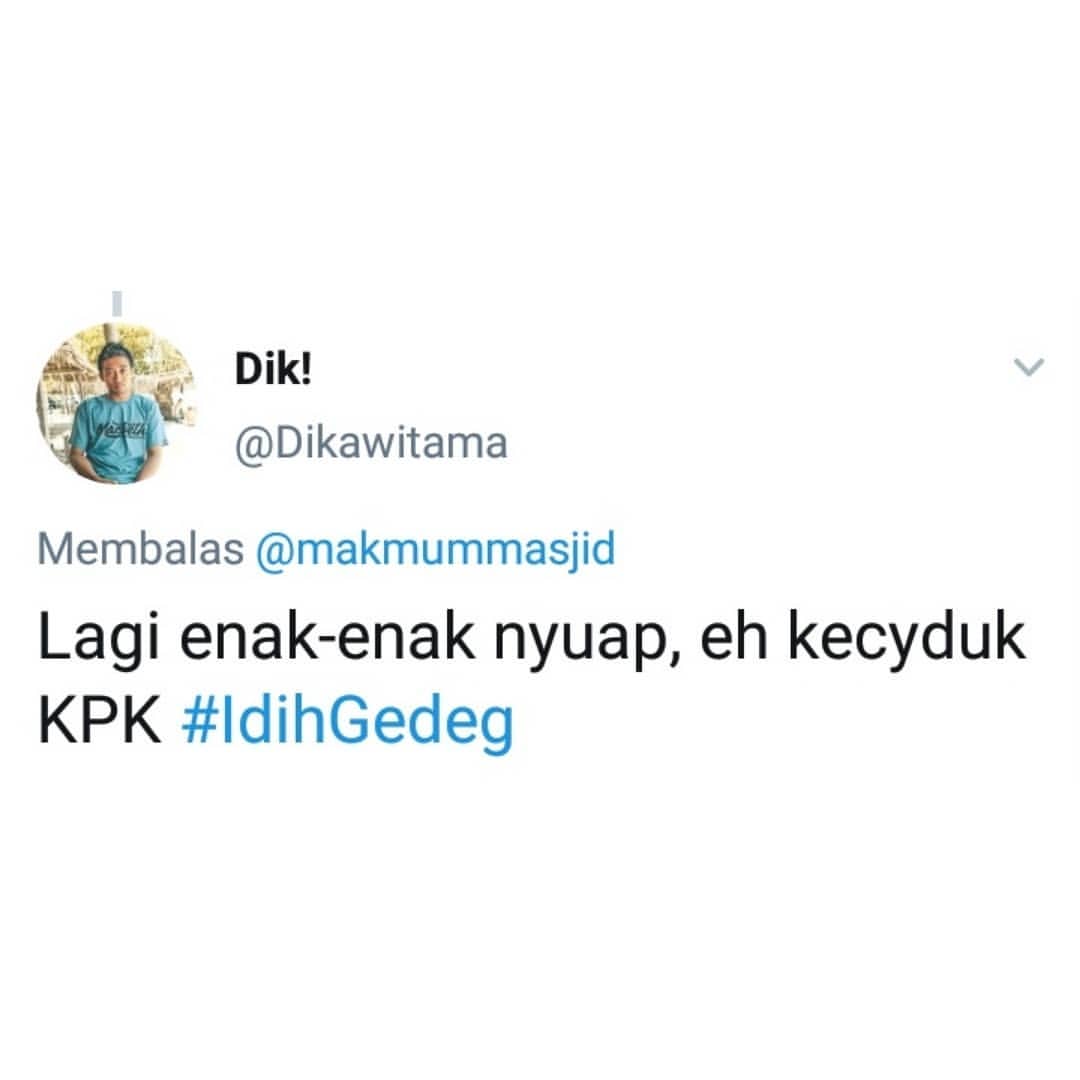 Dik!
@Dikawitama
Membalas @makmummasjid
Lagi enak-enak nyuap, eh kecyduk
KPK #IdihGedeg